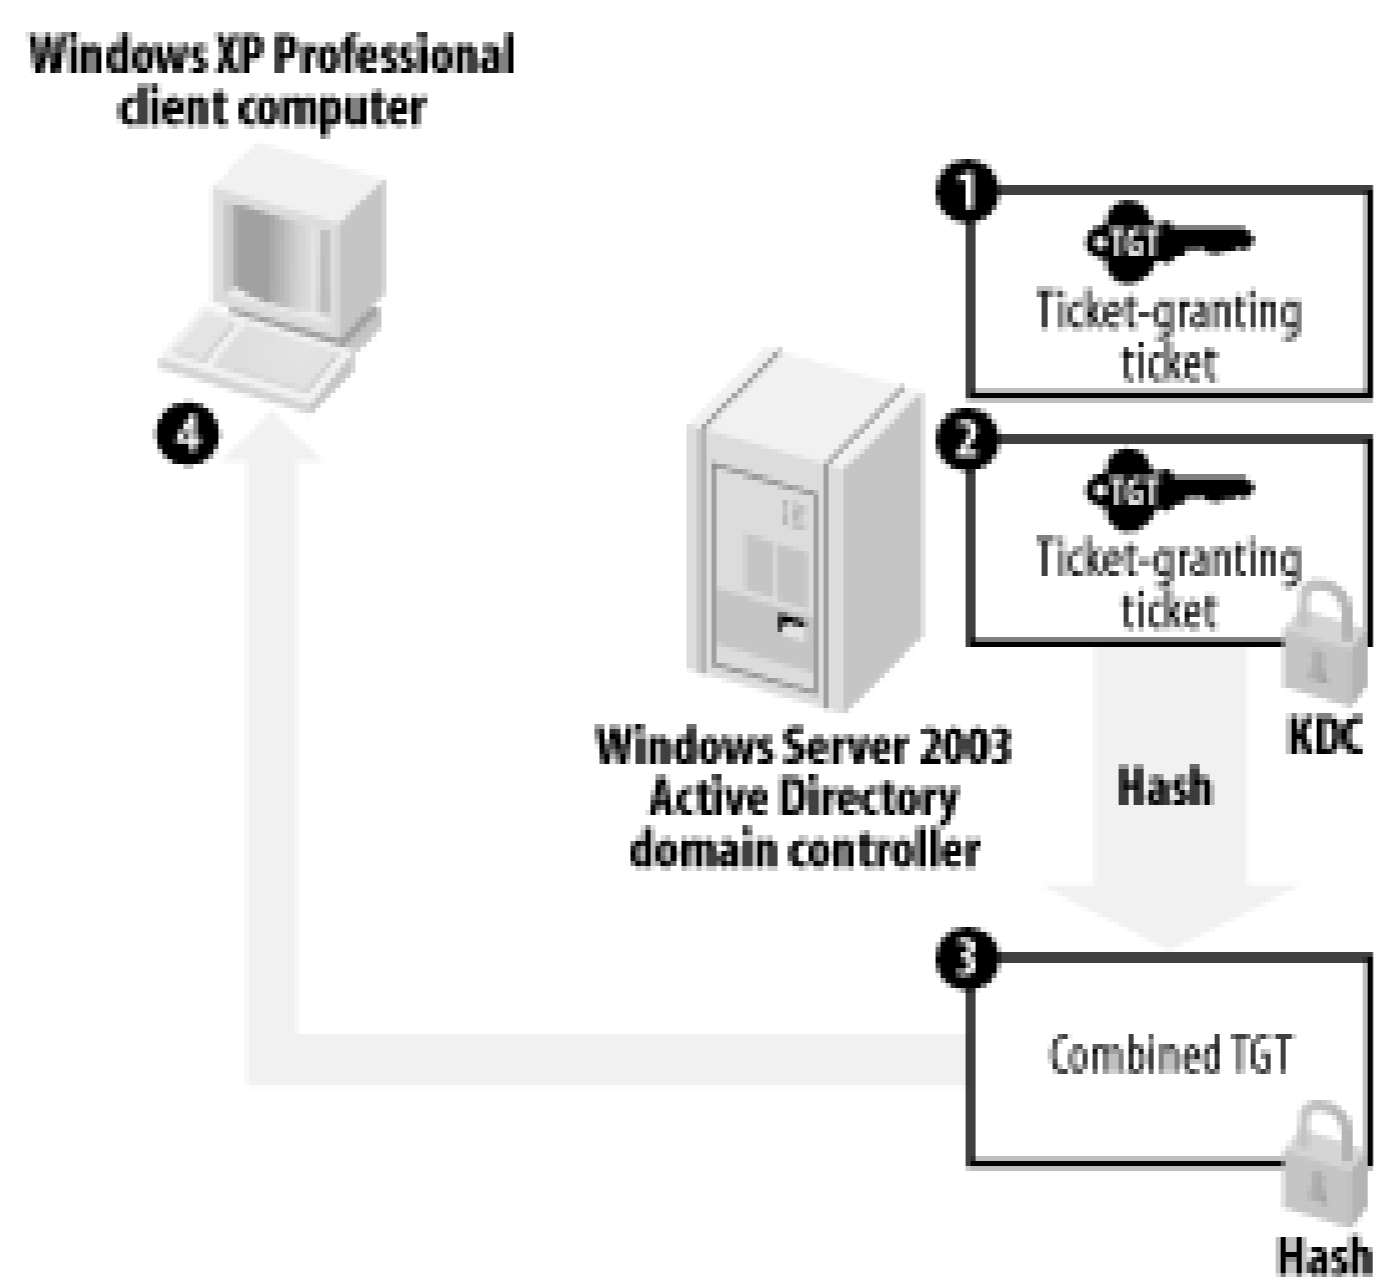 Windows XP Professional
client computer
1
TGT
Ticket-granting
ticket
4
2
TGT
Ticket-granting
ticket
KDC
Windows Server 2003
Active Directory
domain controller
Hash
3
Combined TGT
Hash